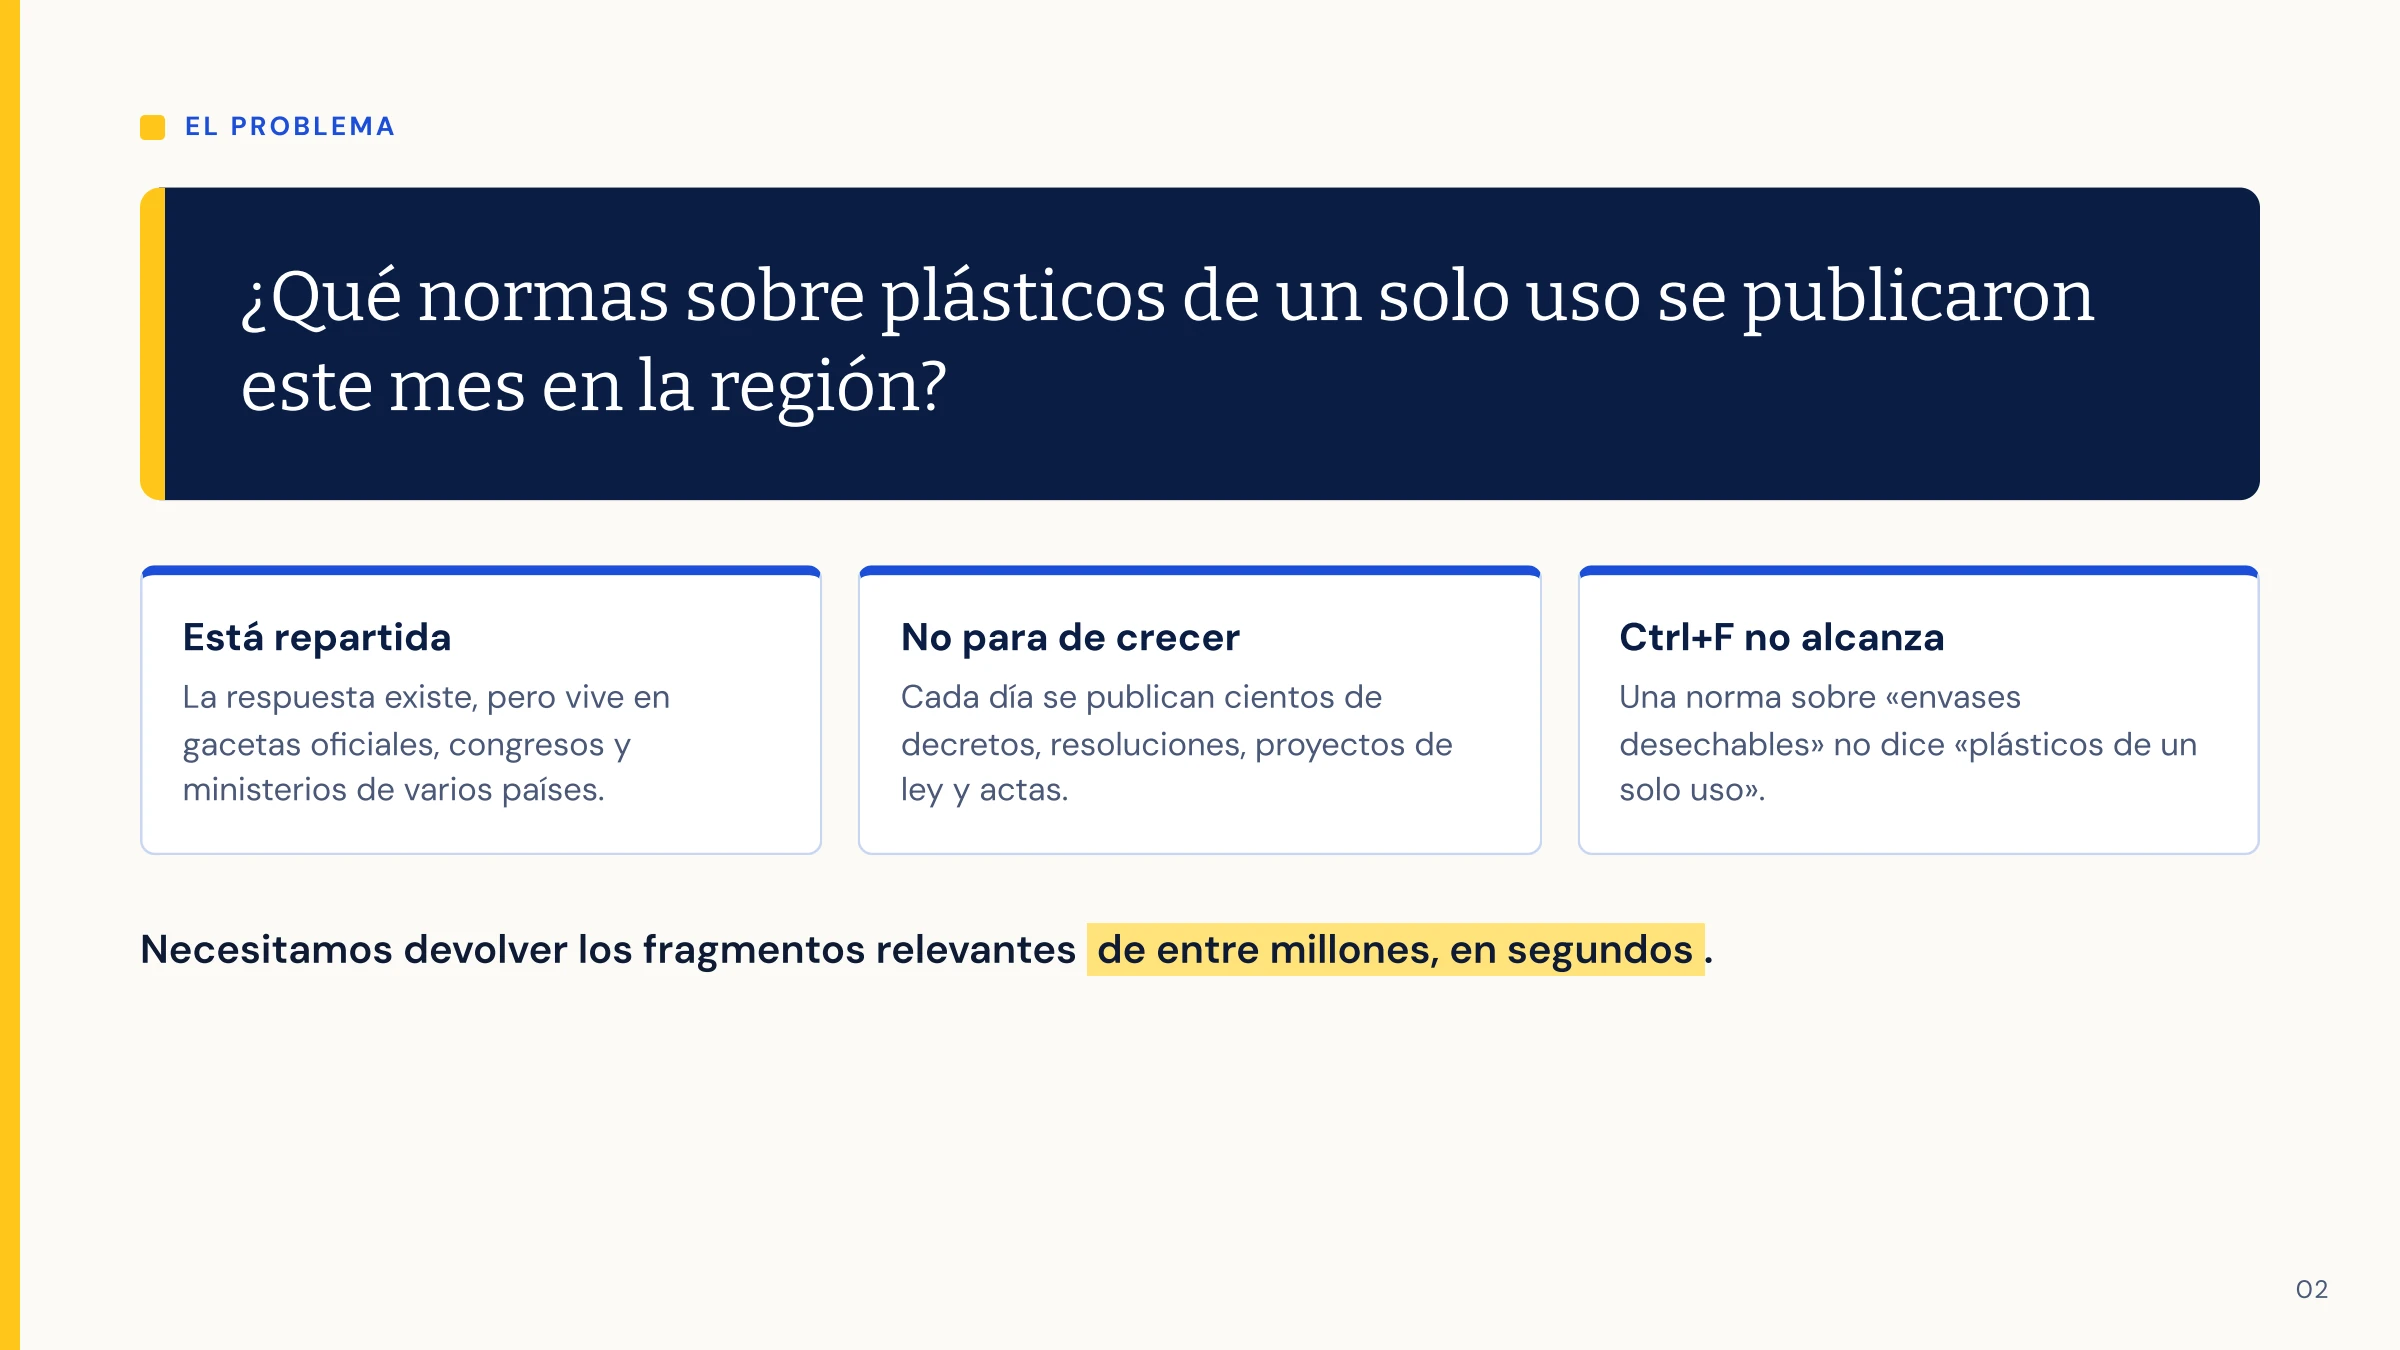 EL PROBLEMA
¿Qué normas sobre plásticos de un solo uso se publicaron
este mes en la región?
Está repartida
La respuesta existe, pero vive en
gacetas oficiales, congresos y
ministerios de varios países.
No para de crecer
Cada día se publican cientos de
decretos, resoluciones, proyectos de
ley y actas.
Ctrl+F no alcanza
Una norma sobre «envases
desechables» no dice «plásticos de un
solo uso».
Necesitamos devolver los fragmentos relevantes de entre millones, en segundos.
02